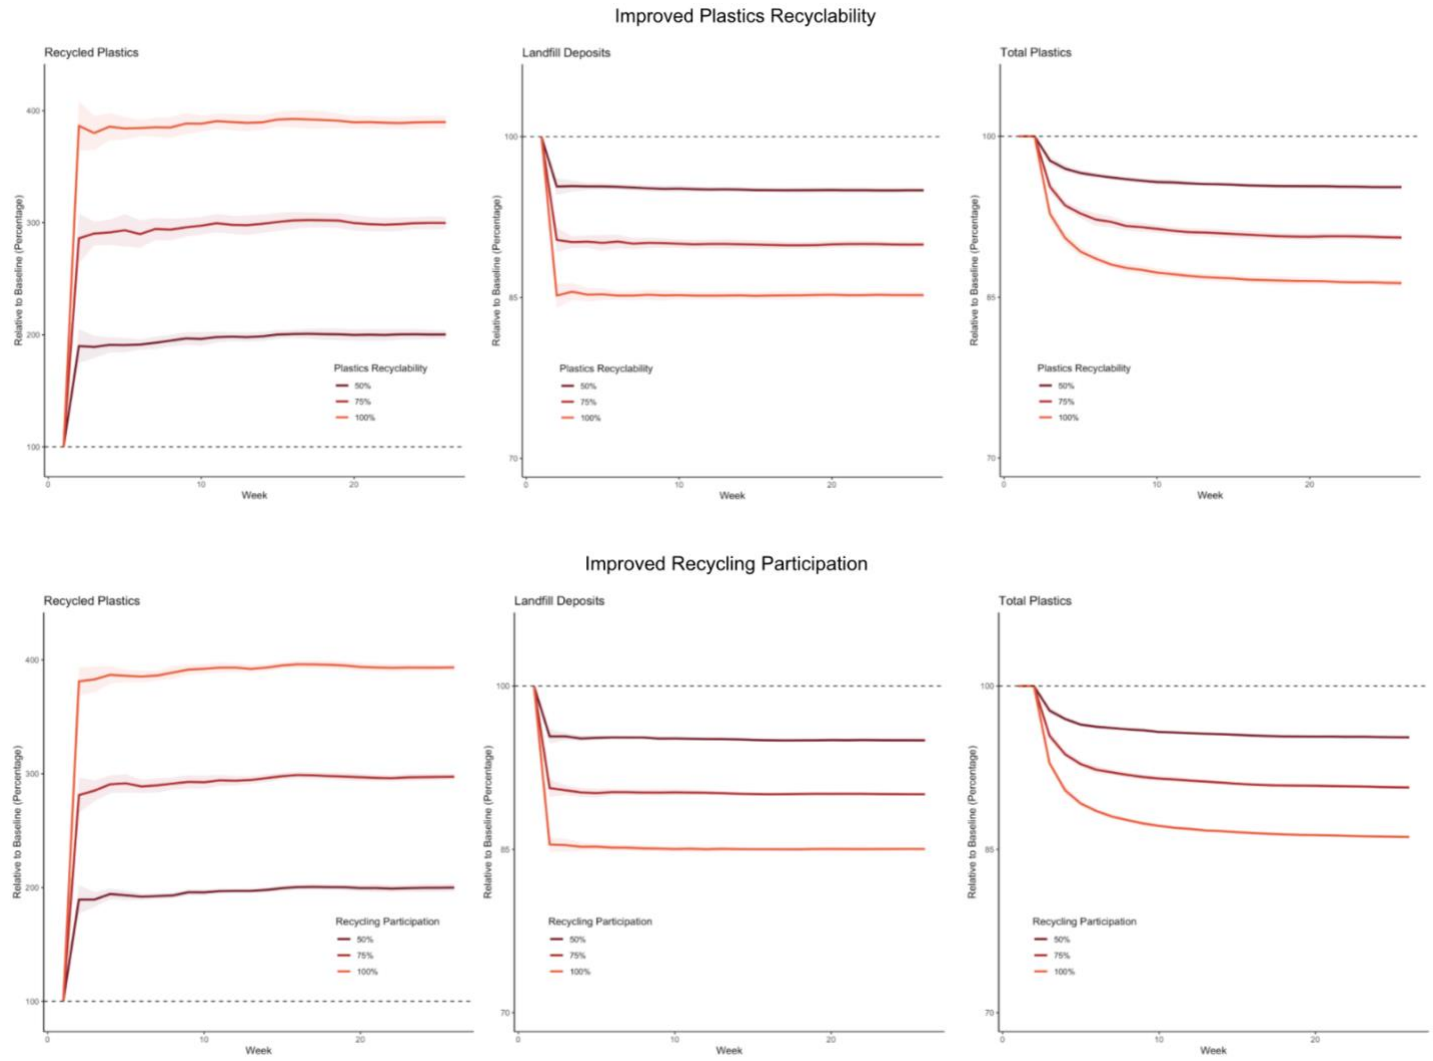 Improved Plastics Recyclability
Recycled Plastics
Relative to Baseline (Percentage)
400
300
200
100
0
10
20
Week
Plastics Recyclability
50%
75%
100%
Landfill Deposits
Relative to Baseline (Percentage)
100
85
70
0
10
20
Week
Plastics Recyclability
50%
75%
100%
Total Plastics
Relative to Baseline (Percentage)
100
85
70
0
10
20
Week
Plastics Recyclability
50%
75%
100%
Improved Recycling Participation
Recycled Plastics
Relative to Baseline (Percentage)
400
300
200
100
0
10
20
Week
Recycling Participation
50%
75%
100%
Landfill Deposits
Relative to Baseline (Percentage)
100
85
70
0
10
20
Week
Recycling Participation
50%
75%
100%
Total Plastics
Relative to Baseline (Percentage)
100
85
70
0
10
20
Week
Recycling Participation
50%
75%
100%